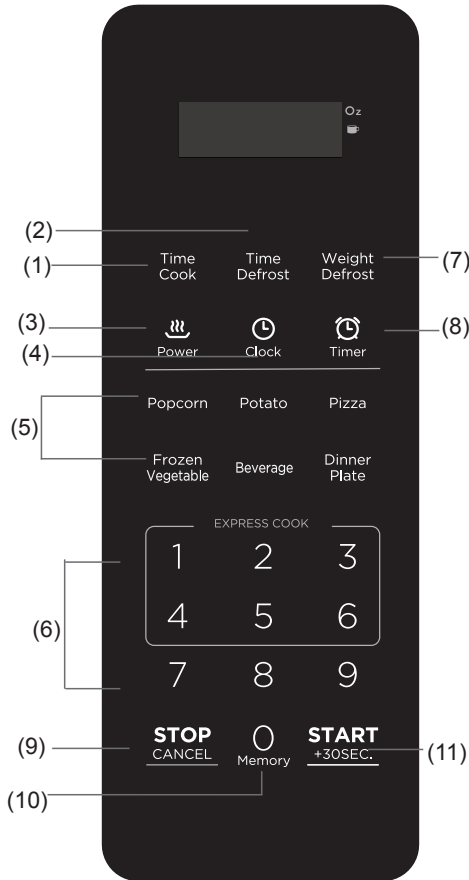 Oz
(2)
(1)
Time
Cook
Time
Defrost
Weight
Defrost
(7)
(3)
Power
(4)
Clock
Timer
(8)
(5)
Popcorn
Potato
Pizza
Frozen
Vegetable
Beverage
Dinner
Plate
EXPRESS COOK
(6)
1
2
3
4
5
6
7
8
9
(9)
STOP
CANCEL
0
Memory
START
+30SEC.
(11)
(10)